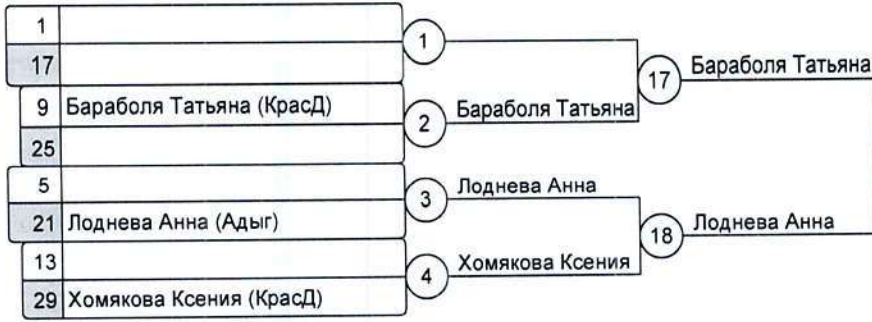 1
17
1
9 Бараболя Татьяна (КрасД)
25
2
Бараболя Татьяна
17
Бараболя Татьяна
5
21 Лоднева Анна (Адыг)
3
Лоднева Анна
13
29 Хомякова Ксения (КрасД)
4
Хомякова Ксения
18
Лоднева Анна